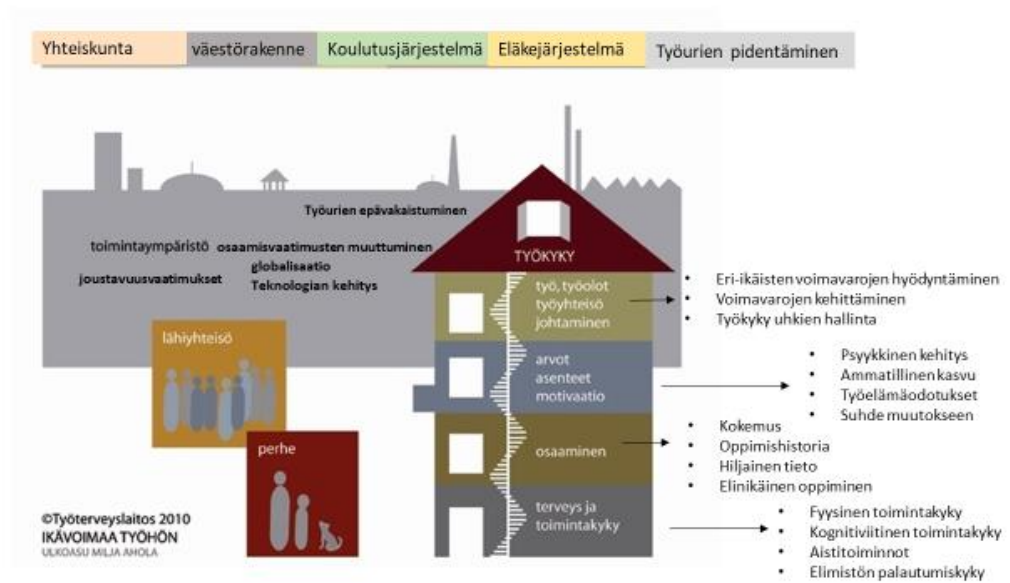 Yhteiskunta väestörakenne Koulutusjärjestelmä Eläkejärjestelmä Työurien pidentäminen
Työurien epävakaistuminen
toimintaympäristö osaamisvaatimusten muuttuminen
globalisaatio
joustavuusvaatimukset
Teknologian kehitys
lähiyhteisö
perhe
TYÖKYKY
työ, työolot
työyhteisö
johtaminen
• Eri-ikäisten voimavarojen hyödyntäminen
• Voimavarojen kehittäminen
• Työkyky uhkien hallinta
arvot
asenteet
motivaatio
• Psyykkinen kehitys
• Ammatillinen kasvu
• Työelämäodotukset
• Suhde muutokseen
osaaminen
• Kokemus
• Oppimishistoria
• Hiljainen tieto
• Elinikäinen oppiminen
terveys ja
toimintakyky
• Fyysinen toimintakyky
• Kognitiviitinen toimintakyky
• Aistitoiminnot
• Elimistön palautumiskyky
©Työterveyslaitos 2010
IKÄVOIMAA TYÖHÖN
ULKOASU MILJA AHOLA